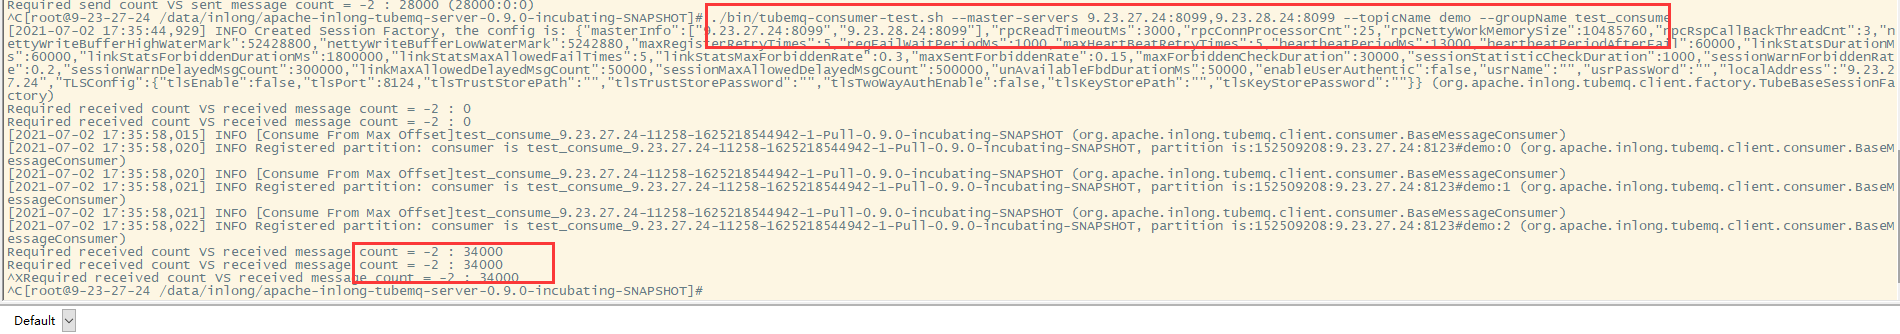 Required send count VS sent message count = -2 : 28000 (28000:0:0)
^C[root@9-23-27-24 /data/inlong/apache-inlong-tubemq-server-0.9.0-incubating-SNAPSHOT]# ./bin/tubemq-consumer-test.sh --master-servers 9.23.27.24:8099,9.23.28.24:8099 --topicName demo --groupName test_consume
[2021-07-02 17:35:44,929] INFO Created Session Factory, the config is: {"masterInfo":["9.23.27.24:8099","9.23.28.24:8099"],"rpcReadTimeoutMs":3000,"rpcConnProcessorCnt":25,"rpcNettyWorkMemorySize":10485760,"rpcRspCallBackThreadCnt":3,"n
ettyWriteBufferHighWaterMark":52428800,"nettyWriteBufferLowWaterMark":5242880,"maxRegisterRetryTimes":5,"regFailWaitPeriodMs":1000,"maxHeartBeatRetryTimes":5,"heartbeatPeriodMs":13000,"heartbeatPeriodAfterFail":60000,"linkStatsDurationM
s":60000,"linkStatsForbiddenDurationMs":1800000,"linkStatsMaxAllowedFailTimes":5,"linkStatsMaxForbiddenRate":0.3,"maxSentForbiddenRate":0.15,"maxForbiddenCheckDuration":30000,"sessionStatisticCheckDuration":1000,"sessionWarnForbiddenRat
e":0.2,"sessionWarnDelayedMsgCount":300000,"linkMaxAllowedDelayedMsgCount":50000,"sessionMaxAllowedDelayedMsgCount":500000,"unAvailableFbdDurationMs":50000,"enableUserAuthentic":false,"usrName":"","usrPassWord":"","localAddress":"9.23.2
7.24","TLSConfig":{"tlsEnable":false,"tlsPort":8124,"tlsTrustStorePath":"","tlsTrustStorePassword":"","tlsTwoWayAuthEnable":false,"tlsKeyStorePath":"","tlsKeyStorePassword":""}} (org.apache.inlong.tubemq.client.factory.TubeBaseSessionFa
ctory)
Required received count VS received message count = -2 : 0
Required received count VS received message count = -2 : 0
[2021-07-02 17:35:58,015] INFO [Consume From Max Offset]test_consume_9.23.27.24-11258-1625218544942-1-Pull-0.9.0-incubating-SNAPSHOT (org.apache.inlong.tubemq.client.consumer.BaseMessageConsumer)
[2021-07-02 17:35:58,020] INFO Registered partition: consumer is test_consume_9.23.27.24-11258-1625218544942-1-Pull-0.9.0-incubating-SNAPSHOT, partition is:152509208:9.23.27.24:8123#demo:0 (org.apache.inlong.tubemq.client.consumer.BaseM
essageConsumer)
[2021-07-02 17:35:58,020] INFO [Consume From Max Offset]test_consume_9.23.27.24-11258-1625218544942-1-Pull-0.9.0-incubating-SNAPSHOT (org.apache.inlong.tubemq.client.consumer.BaseMessageConsumer)
[2021-07-02 17:35:58,021] INFO Registered partition: consumer is test_consume_9.23.27.24-11258-1625218544942-1-Pull-0.9.0-incubating-SNAPSHOT, partition is:152509208:9.23.27.24:8123#demo:1 (org.apache.inlong.tubemq.client.consumer.BaseM
essageConsumer)
[2021-07-02 17:35:58,021] INFO [Consume From Max Offset]test_consume_9.23.27.24-11258-1625218544942-1-Pull-0.9.0-incubating-SNAPSHOT (org.apache.inlong.tubemq.client.consumer.BaseMessageConsumer)
[2021-07-02 17:35:58,022] INFO Registered partition: consumer is test_consume_9.23.27.24-11258-1625218544942-1-Pull-0.9.0-incubating-SNAPSHOT, partition is:152509208:9.23.27.24:8123#demo:2 (org.apache.inlong.tubemq.client.consumer.BaseM
essageConsumer)
Required received count VS received message count = -2 : 34000
Required received count VS received message count = -2 : 34000
^XRequired received count VS received message count = -2 : 34000
^C[root@9-23-27-24 /data/inlong/apache-inlong-tubemq-server-0.9.0-incubating-SNAPSHOT]#
Default